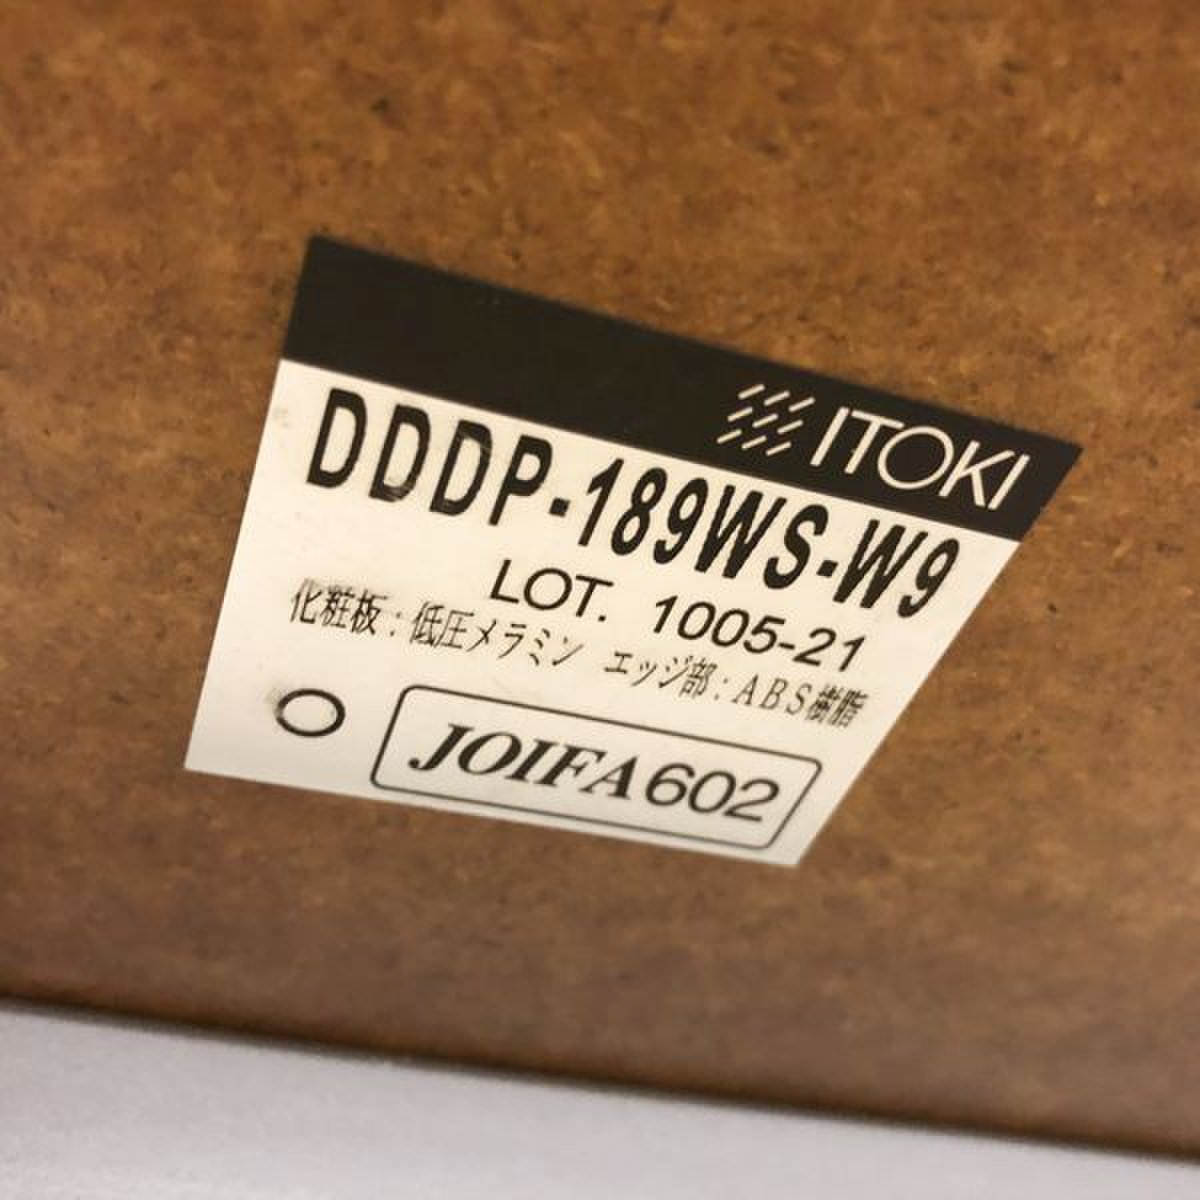 ITOKI
DDDP-189WS-W9
LOT. 1005-21
化粧板：低圧メラミン エッジ部：ABS樹脂
JOIFA602